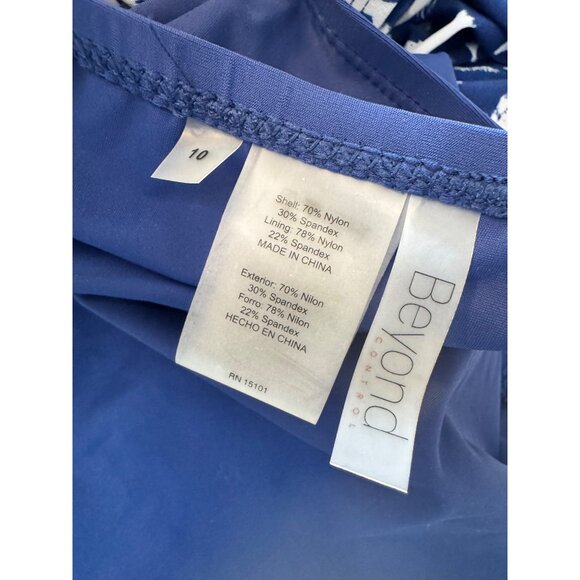 10
Shell: 70% Nylon
30% Spandex
Lining: 78% Nylon
22% Spandex
MADE IN CHINA
Exterior: 70% Nilon
30% Spandex
Forro: 78% Nilon
22% Spandex
HECHO EN CHINA
RN 15101
Beyond
CONTROL